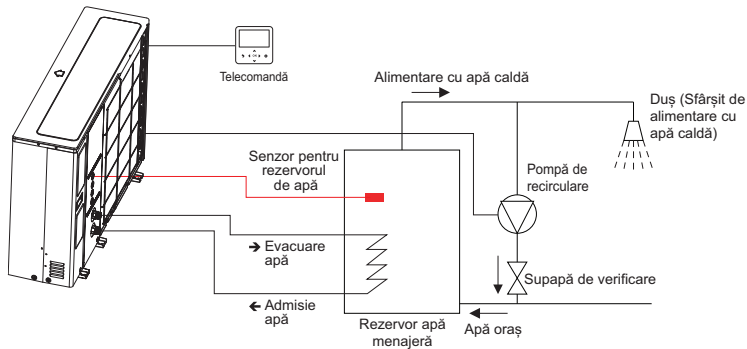 Telecomandă
Alimentare cu apă caldă
Duș (Sfârșit de
alimentare cu
apă caldă)
Senzor pentru
rezervorul
de apă
Pompă de
recirculare
→ Evacuare
apă
Supapă de verificare
← Admisie
apă
Rezervor apă
menajeră
Apă oraș